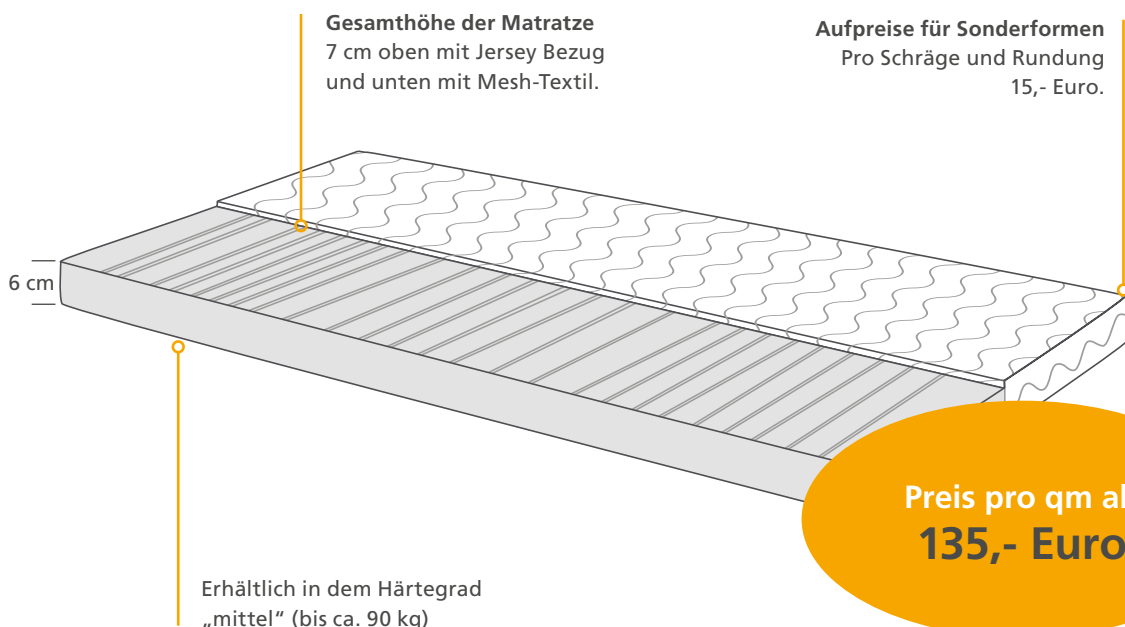 Gesamthöhe der Matratze
7 cm oben mit Jersey Bezug
und unten mit Mesh-Textil.
Aufpreise für Sonderformen
Pro Schräge und Rundung
15,- Euro.
6 cm
Preis pro qm
135,- Euro
Erhältlich in dem Härtegrad
„mittel“ (bis ca. 90 kg)